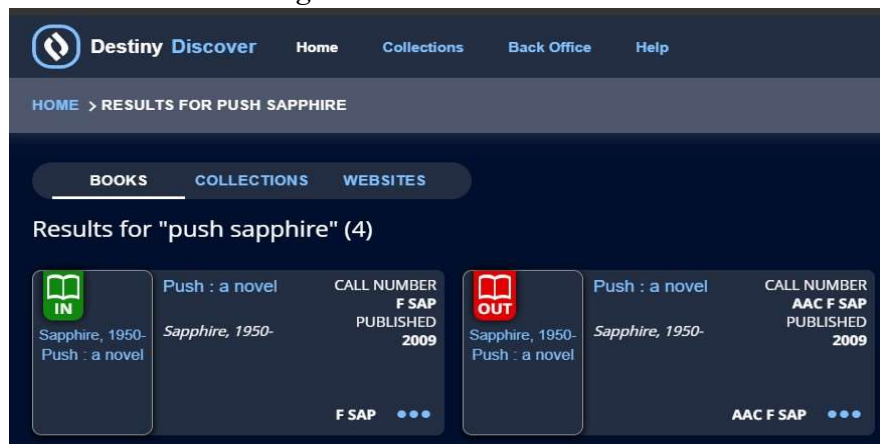 Destiny Discover Home Collections Back Office Help
HOME > RESULTS FOR PUSH SAPPHIRE
BOOKS COLLECTIONS WEBSITES
Results for "push sapphire" (4)
IN
Sapphire, 1950-
Push : a novel
Push : a novel
Sapphire, 1950-
CALL NUMBER
F SAP
PUBLISHED
2009
F SAP
OUT
Sapphire, 1950-
Push : a novel
Push : a novel
Sapphire, 1950-
CALL NUMBER
AAC F SAP
PUBLISHED
2009
AAC F SAP